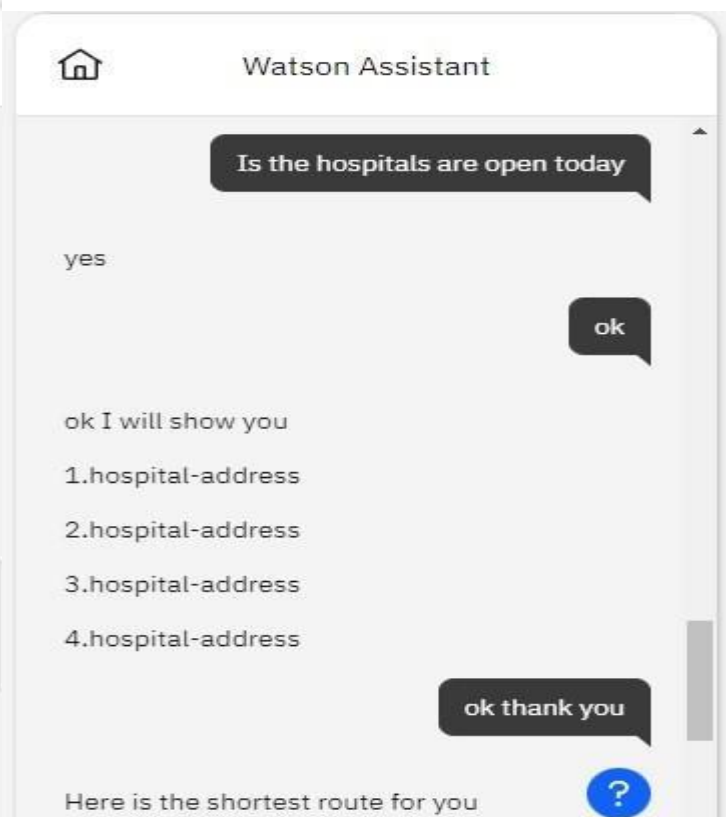 Watson Assistant
Is the hospitals are open today
yes
ok
ok I will show you
1.hospital-address
2.hospital-address
3.hospital-address
4.hospital-address
ok thank you
Here is the shortest route for you
?